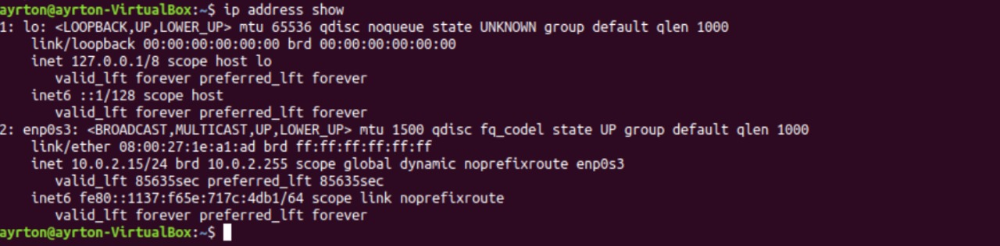 ayrton@ayrton-VirtualBox:~$ ip address show
1: lo: <LOOPBACK,UP,LOWER_UP> mtu 65536 qdisc noqueue state UNKNOWN group default qlen 1000
    link/loopback 00:00:00:00:00:00 brd 00:00:00:00:00:00
    inet 127.0.0.1/8 scope host lo
       valid_lft forever preferred_lft forever
    inet6 ::1/128 scope host
       valid_lft forever preferred_lft forever
2: enp0s3: <BROADCAST,MULTICAST,UP,LOWER_UP> mtu 1500 qdisc fq_codel state UP group default qlen 1000
    link/ether 08:00:27:1e:a1:ad brd ff:ff:ff:ff:ff:ff
    inet 10.0.2.15/24 brd 10.0.2.255 scope global dynamic noprefixroute enp0s3
       valid_lft 85635sec preferred_lft 85635sec
    inet6 fe80::1137:f65e:717c:4db1/64 scope link noprefixroute
       valid_lft forever preferred_lft forever
ayrton@ayrton-VirtualBox:~$